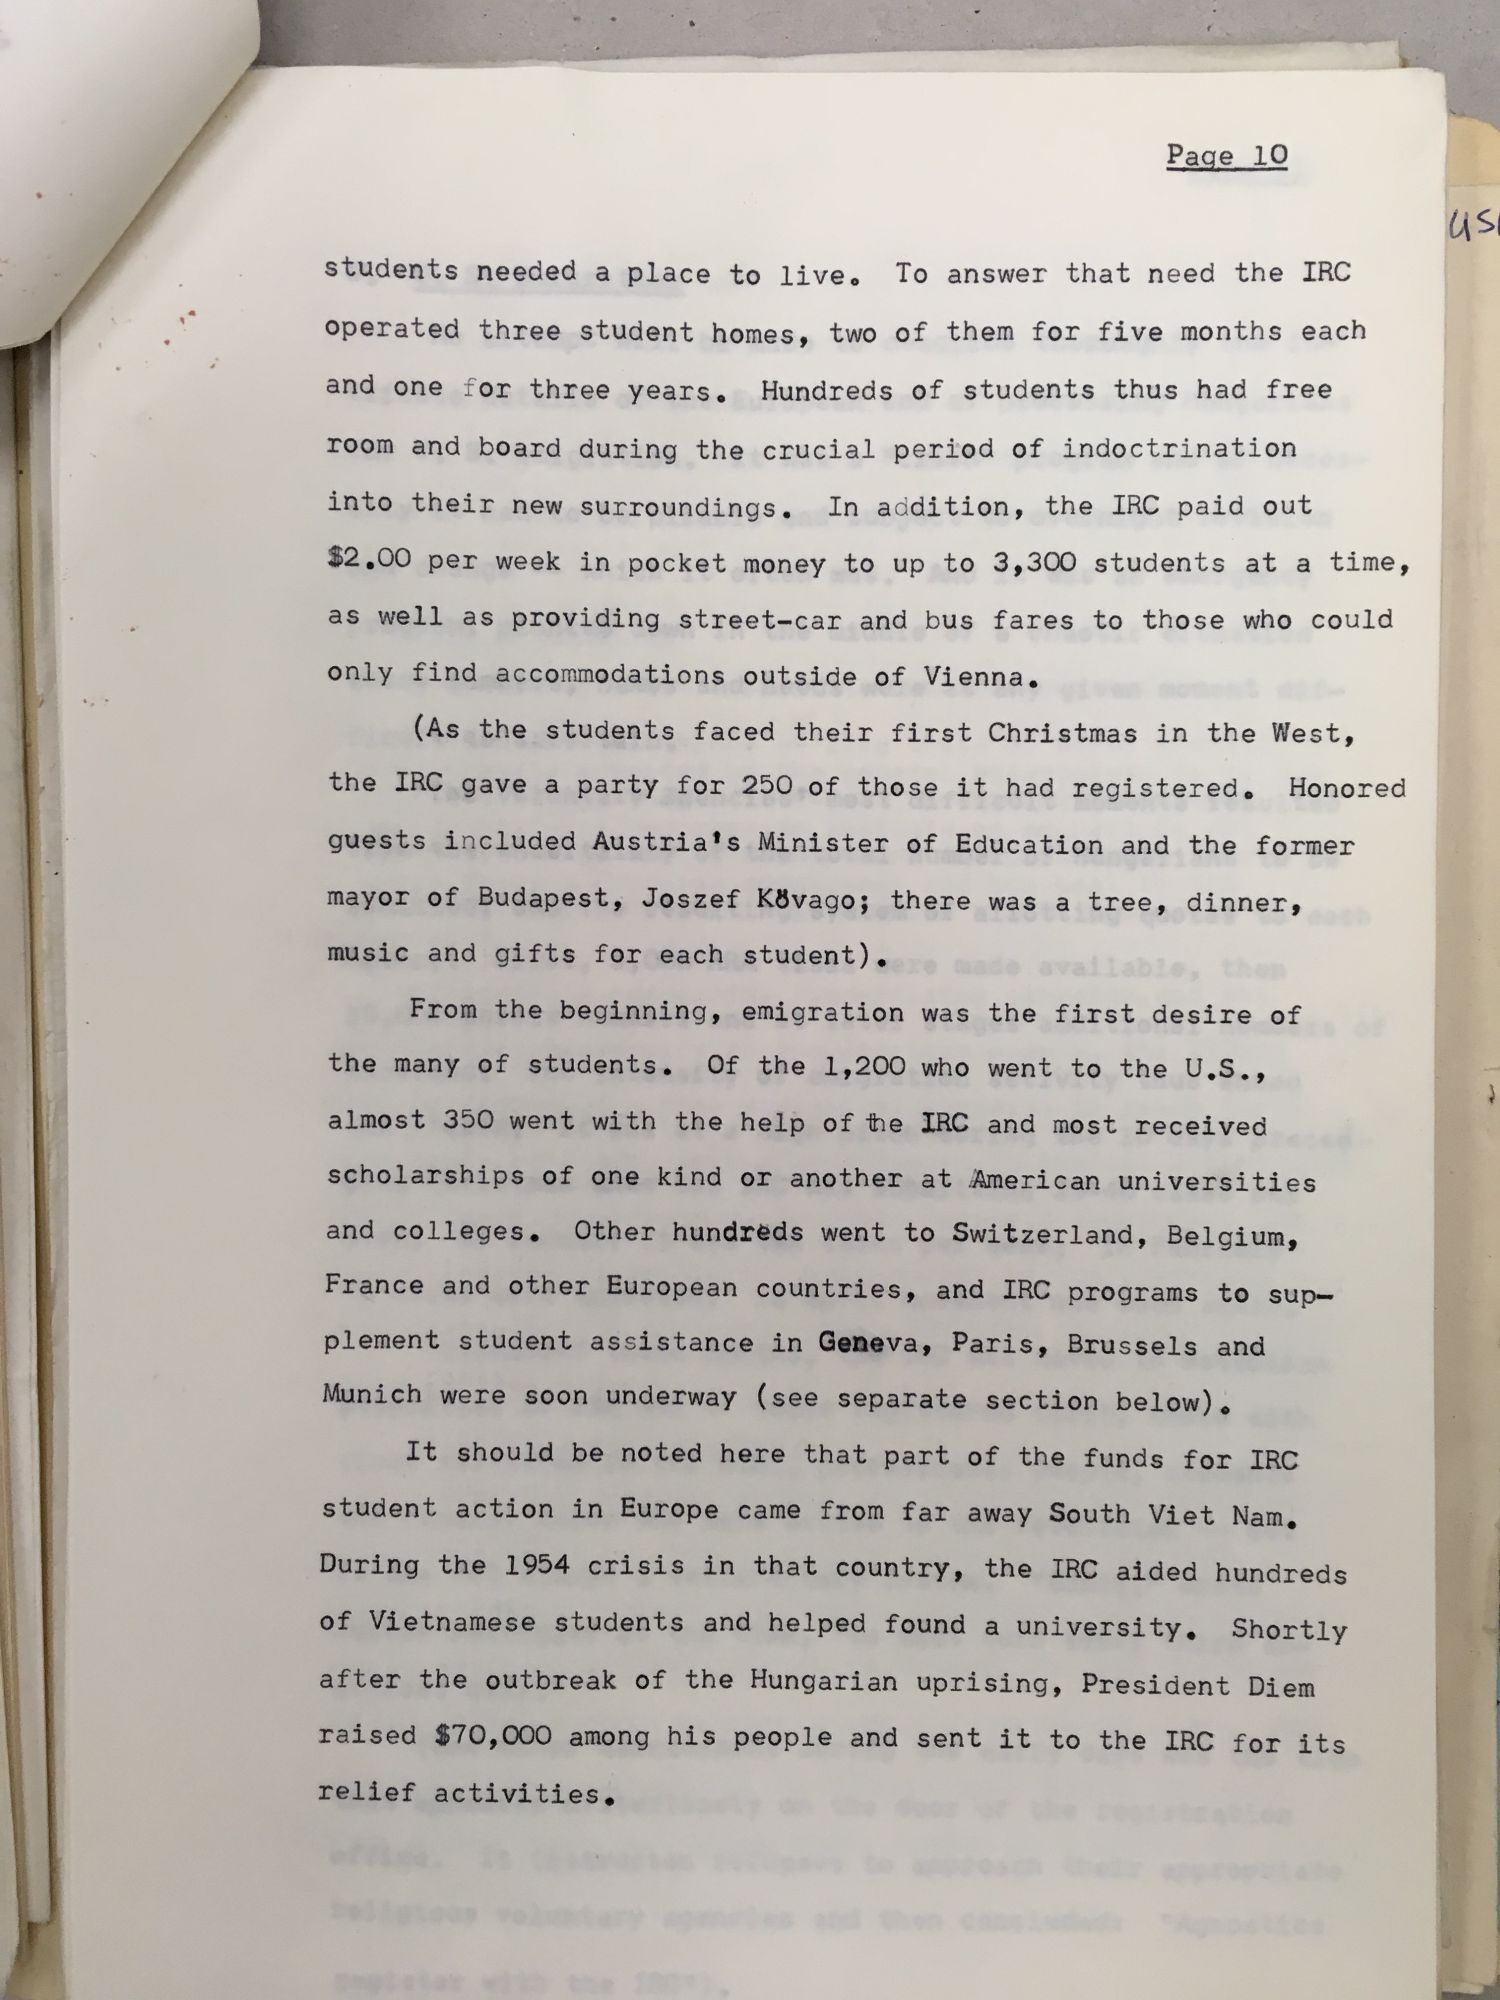 Page 10
students needed a place to live. To answer that need the IRC
operated three student homes, two of them for five months each
and one for three years. Hundreds of students thus had free
room and board during the crucial period of indoctrination
into their new surroundings. In addition, the IRC paid out
$2.00 per week in pocket money to up to 3,300 students at a time,
as well as providing street-car and bus fares to those who could
only find accommodations outside of Vienna.
(As the students faced their first Christmas in the West,
the IRC gave a party for 250 of those it had registered. Honored
guests included Austria's Minister of Education and the former
mayor of Budapest, Joszef Kövago; there was a tree, dinner,
music and gifts for each student).
From the beginning, emigration was the first desire of
the many of students. Of the 1,200 who went to the U.S.,
almost 350 went with the help of the IRC and most received
scholarships of one kind or another at American universities
and colleges. Other hundreds went to Switzerland, Belgium,
France and other European countries, and IRC programs to sup-
plement student assistance in Geneva, Paris, Brussels and
Munich were soon underway (see separate section below).
It should be noted here that part of the funds for IRC
student action in Europe came from far away South Viet Nam.
During the 1954 crisis in that country, the IRC aided hundreds
of Vietnamese students and helped found a university. Shortly
after the outbreak of the Hungarian uprising, President Diem
raised $70,000 among his people and sent it to the IRC for its
relief activities.